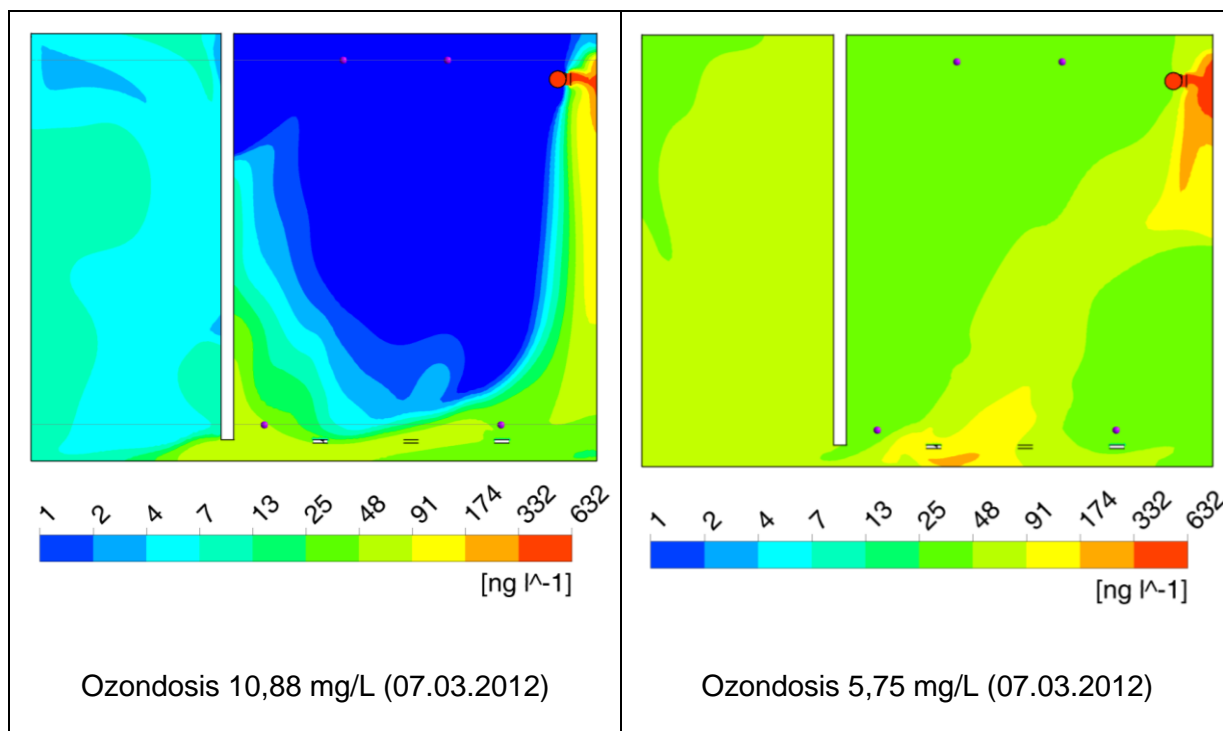 1 2 4 7 13 25 48 91 174 332 632
[ng l^-1]
Ozondosis 10,88 mg/L (07.03.2012)
1 2 4 7 13 25 48 91 174 332 632
[ng l^-1]
Ozondosis 5,75 mg/L (07.03.2012)